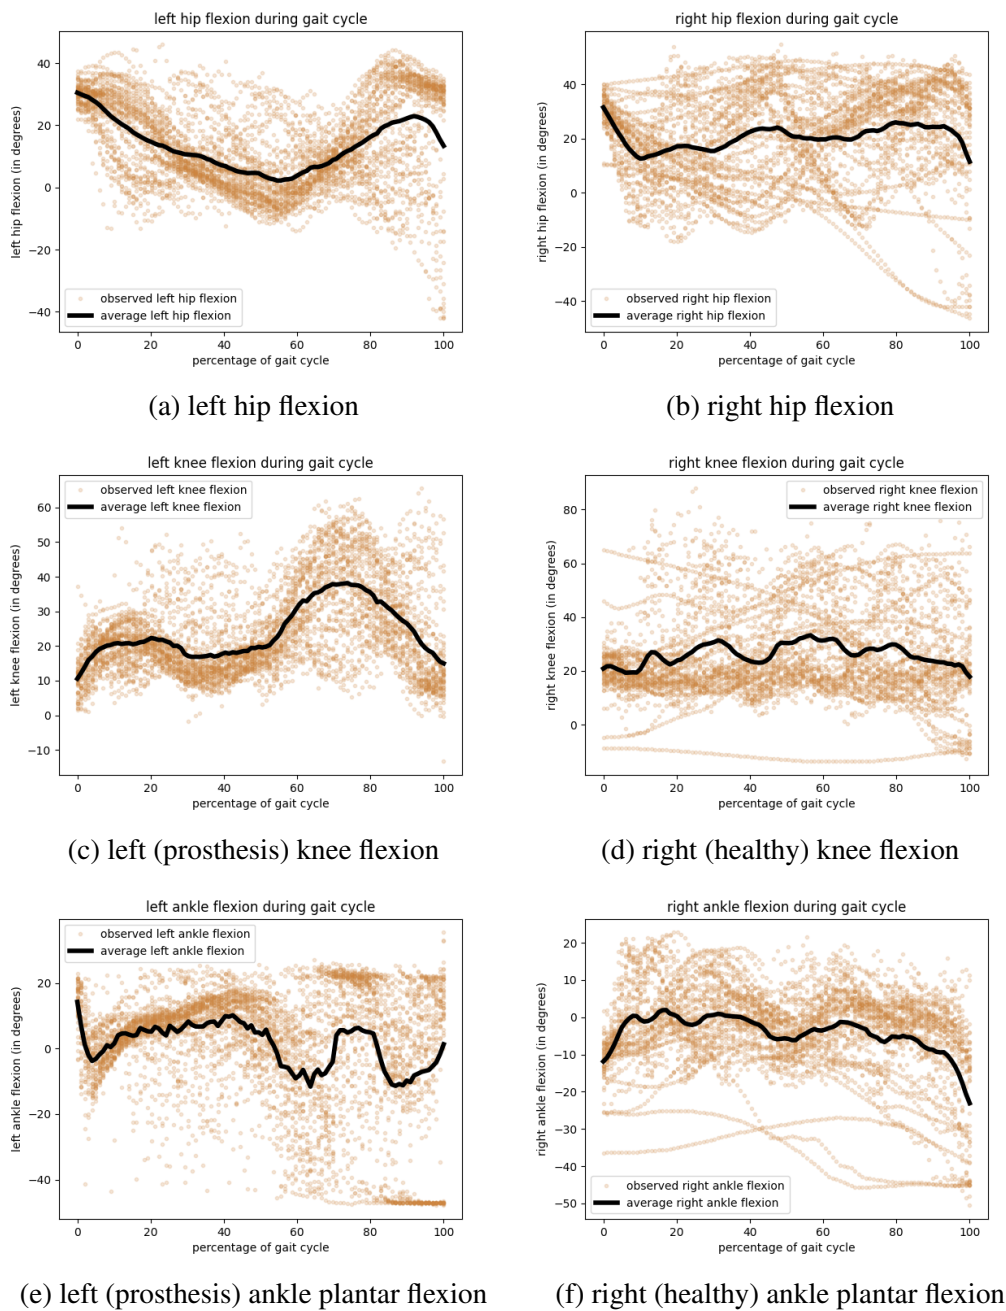 left hip flexion during gait cycle
left hip flexion (in degrees)
40
20
0
−20
−40
observed left hip flexion
average left hip flexion
0 20 40 60 80 100
percentage of gait cycle
(a) left hip flexion
right hip flexion during gait cycle
right hip flexion (in degrees)
40
20
0
−20
−40
observed right hip flexion
average right hip flexion
0 20 40 60 80 100
percentage of gait cycle
(b) right hip flexion
left knee flexion during gait cycle
left knee flexion (in degrees)
observed left knee flexion
average left knee flexion
60
50
40
30
20
10
0
−10
0 20 40 60 80 100
percentage of gait cycle
(c) left (prosthesis) knee flexion
right knee flexion during gait cycle
right knee flexion (in degrees)
observed right knee flexion
average right knee flexion
80
60
40
20
0
0 20 40 60 80 100
percentage of gait cycle
(d) right (healthy) knee flexion
left ankle flexion during gait cycle
left ankle flexion (in degrees)
observed left ankle flexion
average left ankle flexion
20
0
−20
−40
0 20 40 60 80 100
percentage of gait cycle
(e) left (prosthesis) ankle plantar flexion
right ankle flexion during gait cycle
right ankle flexion (in degrees)
20
10
0
−10
−20
−30
−40
−50
observed right ankle flexion
average right ankle flexion
0 20 40 60 80 100
percentage of gait cycle
(f) right (healthy) ankle plantar flexion